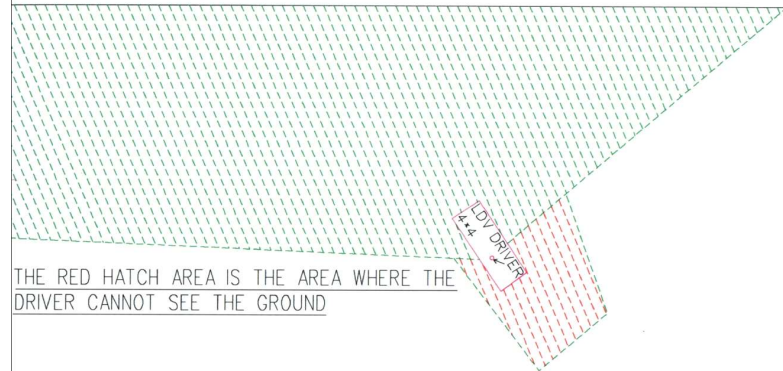 LDV DRIVER
4×4
THE RED HATCH AREA IS THE AREA WHERE THE
DRIVER CANNOT SEE THE GROUND